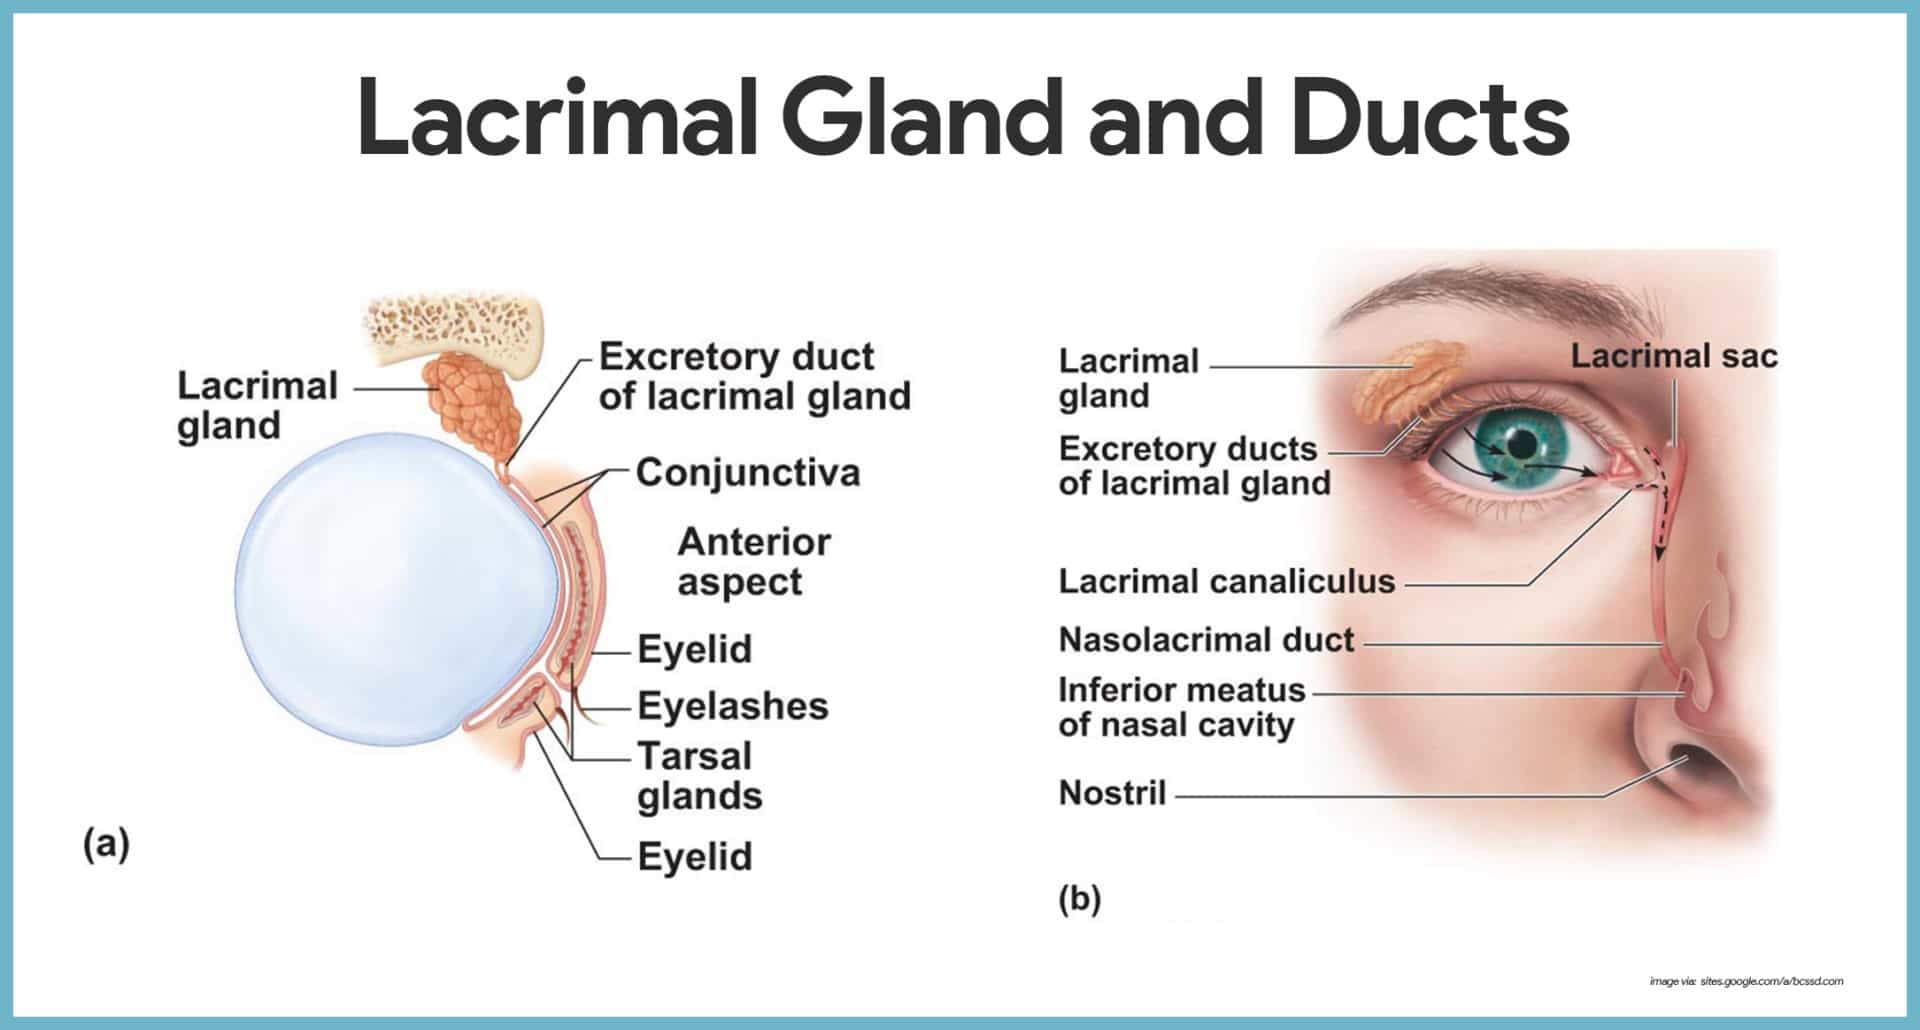 Lacrimal Gland and Ducts
Lacrimal
gland
Excretory duct
of lacrimal gland
Conjunctiva
Anterior
aspect
Eyelid
Eyelashes
Tarsal
glands
Eyelid
(a)
Lacrimal
gland
Lacrimal sac
Excretory ducts
of lacrimal gland
Lacrimal canaliculus
Nasolacrimal duct
Inferior meatus
of nasal cavity
Nostril
(b)
image via: sites.google.com/a/bcssd.com